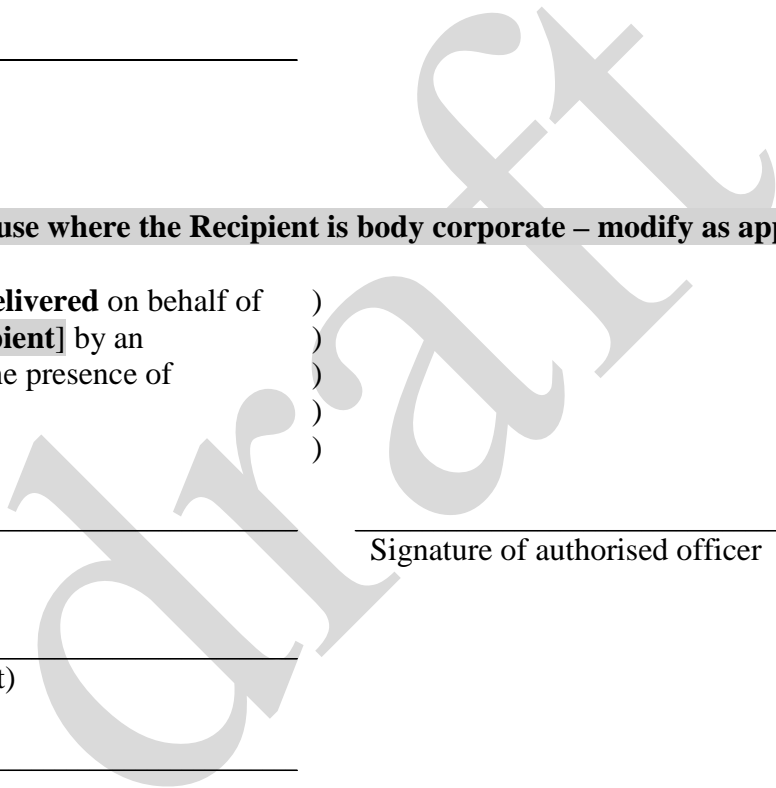 use where the Recipient is body corporate – modify as app
elivered on behalf of )
pient] by an )
ne presence of )
)
)
Signature of authorised officer
t)
draft